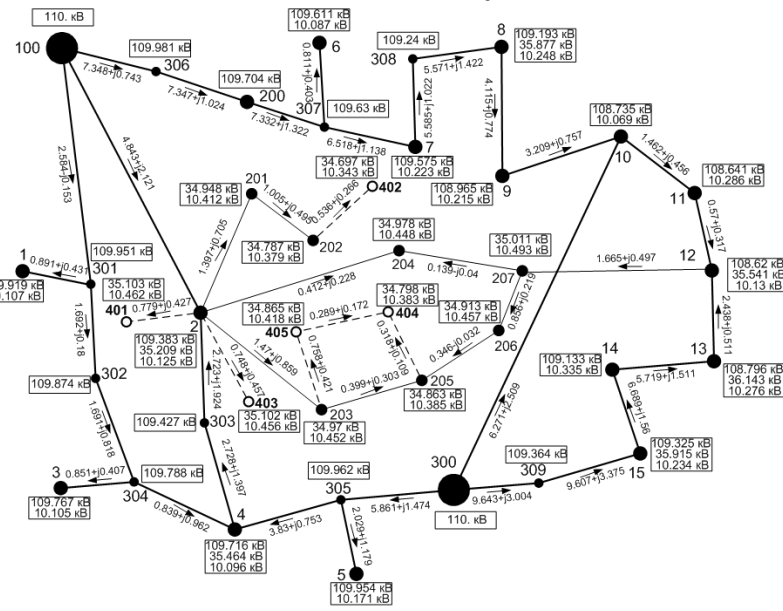 110. кВ
100
109.981 кВ
306
7.348+j0.743
109.704 кВ
200
7.347+j1.024
109.611 кВ
10.087 кВ
6
0.811+j0.403
307
109.63 кВ
7.332+j1.322
6.518+j1.138
109.24 кВ
308
5.571+j1.422
5.585+j1.022
7
109.575 кВ
10.223 кВ
8
109.193 кВ
35.877 кВ
10.248 кВ
4.115+j0.774
9
108.965 кВ
10.215 кВ
3.209+j0.757
108.735 кВ
10.069 кВ
10
1.462+j0.456
11
108.641 кВ
10.286 кВ
0.57+j0.317
12
108.62 кВ
35.541 кВ
10.13 кВ
1.665+j0.497
2.438+j0.511
13
108.796 кВ
36.143 кВ
10.276 кВ
14
109.133 кВ
10.335 кВ
5.719+j1.511
6.689+j1.56
15
109.325 кВ
35.915 кВ
10.234 кВ
2.584-j0.153
4.843+j2.121
201
34.948 кВ
10.412 кВ
1.005+j0.495
1.397+j0.705
34.697 кВ
10.343 кВ
402
0.536+j0.266
34.787 кВ
10.379 кВ
202
1
0.891+j0.431
109.951 кВ
301
9.919 кВ
0.107 кВ
35.103 кВ
10.462 кВ
401
0.779+j0.427
2
109.383 кВ
35.209 кВ
10.125 кВ
1.692+j0.18
109.874 кВ
302
1.691+j0.818
34.978 кВ
10.448 кВ
204
0.412+j0.228
0.139-j0.04
35.011 кВ
10.493 кВ
207
0.856+j0.219
34.913 кВ
10.457 кВ
206
0.346-j0.032
34.865 кВ
10.418 кВ
405
0.289+j0.172
34.798 кВ
10.383 кВ
404
0.318+j0.109
0.758+j0.421
1.47+j0.859
0.748+j0.457
403
35.102 кВ
10.456 кВ
203
34.97 кВ
10.452 кВ
0.399+j0.303
205
34.863 кВ
10.385 кВ
2.723+j1.924
109.427 кВ
303
2.728+j1.397
3
0.851+j0.407
109.788 кВ
304
109.767 кВ
10.105 кВ
0.839+j0.962
4
109.716 кВ
35.464 кВ
10.096 кВ
3.83+j0.753
109.962 кВ
305
5.861+j1.474
2.029+j1.179
5
109.954 кВ
10.171 кВ
300
110. кВ
6.271+j2.509
9.643+j3.004
109.364 кВ
309
9.607+j3.375